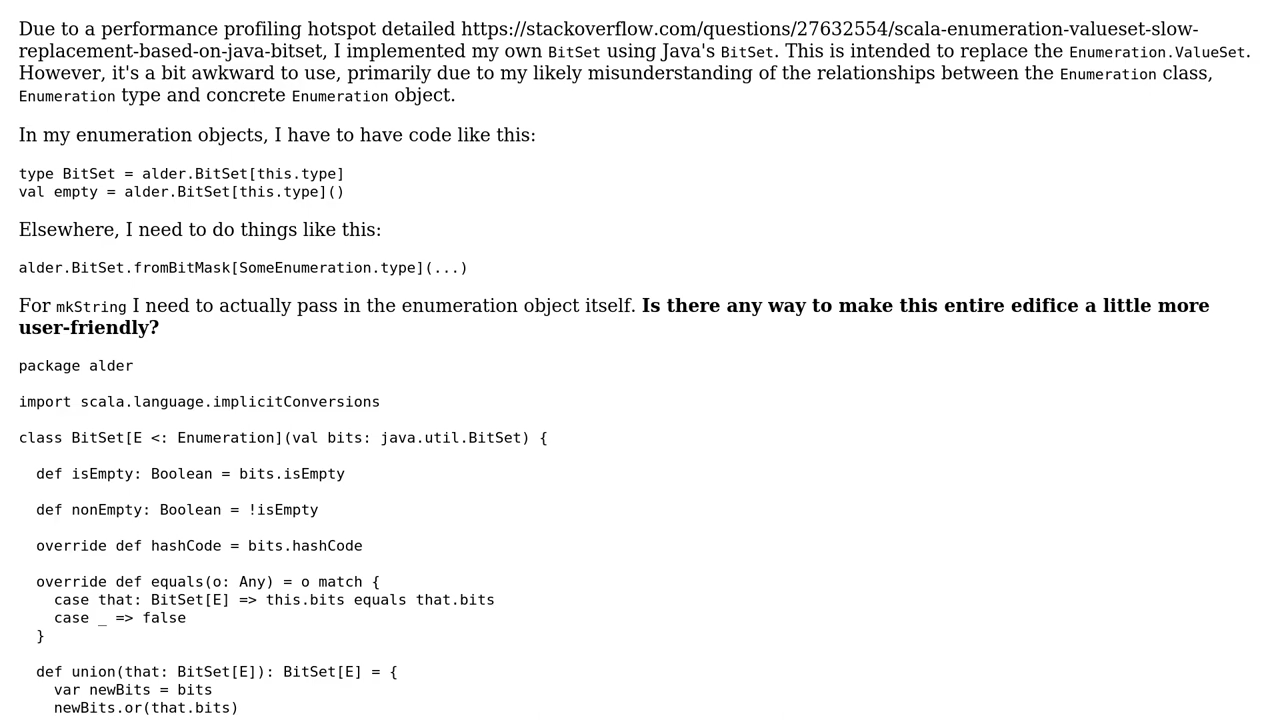 Due to a performance profiling hotspot detailed https://stackoverflow.com/questions/27632554/scala-enumeration-valueset-slow-
replacement-based-on-java-bitset, I implemented my own BitSet using Java's BitSet. This is intended to replace the Enumeration.ValueSet.
However, it's a bit awkward to use, primarily due to my likely misunderstanding of the relationships between the Enumeration class,
Enumeration type and concrete Enumeration object.
In my enumeration objects, I have to have code like this:
type BitSet = alder.BitSet[this.type]
val empty = alder.BitSet[this.type]()
Elsewhere, I need to do things like this:
alder.BitSet.fromBitMask[SomeEnumeration.type](...)
For mkString I need to actually pass in the enumeration object itself. Is there any way to make this entire edifice a little more
user-friendly?
package alder
import scala.language.implicitConversions
class BitSet[E <: Enumeration](val bits: java.util.BitSet) {
  def isEmpty: Boolean = bits.isEmpty
  def nonEmpty: Boolean = !isEmpty
  override def hashCode = bits.hashCode
  override def equals(o: Any) = o match {
    case that: BitSet[E] => this.bits equals that.bits
    case _ => false
  }
  def union(that: BitSet[E]): BitSet[E] = {
    var newBits = bits
    newBits.or(that.bits)